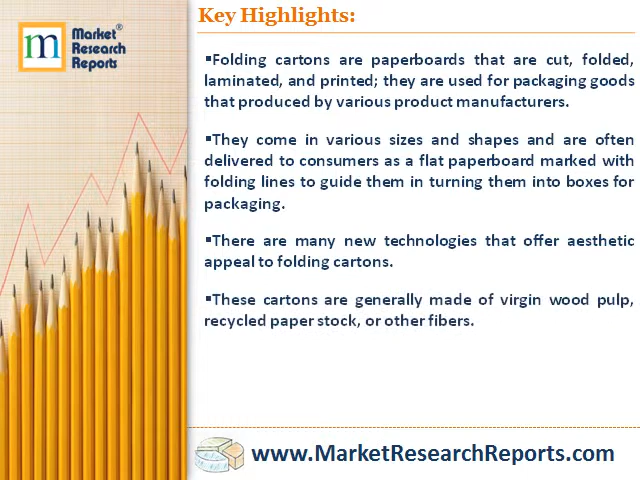 m
Market®
Research
Reports
Key Highlights:
▪Folding cartons are paperboards that are cut, folded,
laminated, and printed; they are used for packaging goods
that produced by various product manufacturers.
▪They come in various sizes and shapes and are often
delivered to consumers as a flat paperboard marked with
folding lines to guide them in turning them into boxes for
packaging.
▪There are many new technologies that offer aesthetic
appeal to folding cartons.
▪These cartons are generally made of virgin wood pulp,
recycled paper stock, or other fibers.
www.MarketResearchReports.com